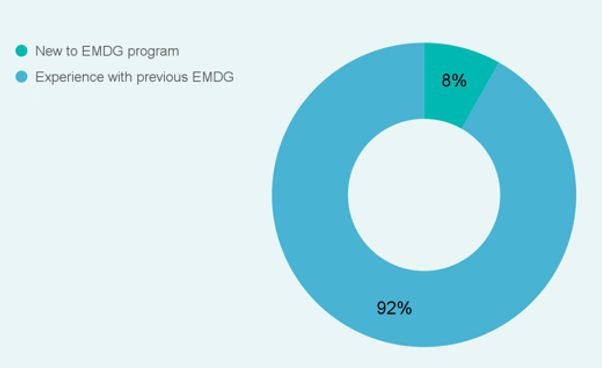 New to EMDG program
Experience with previous EMDG
8%
92%